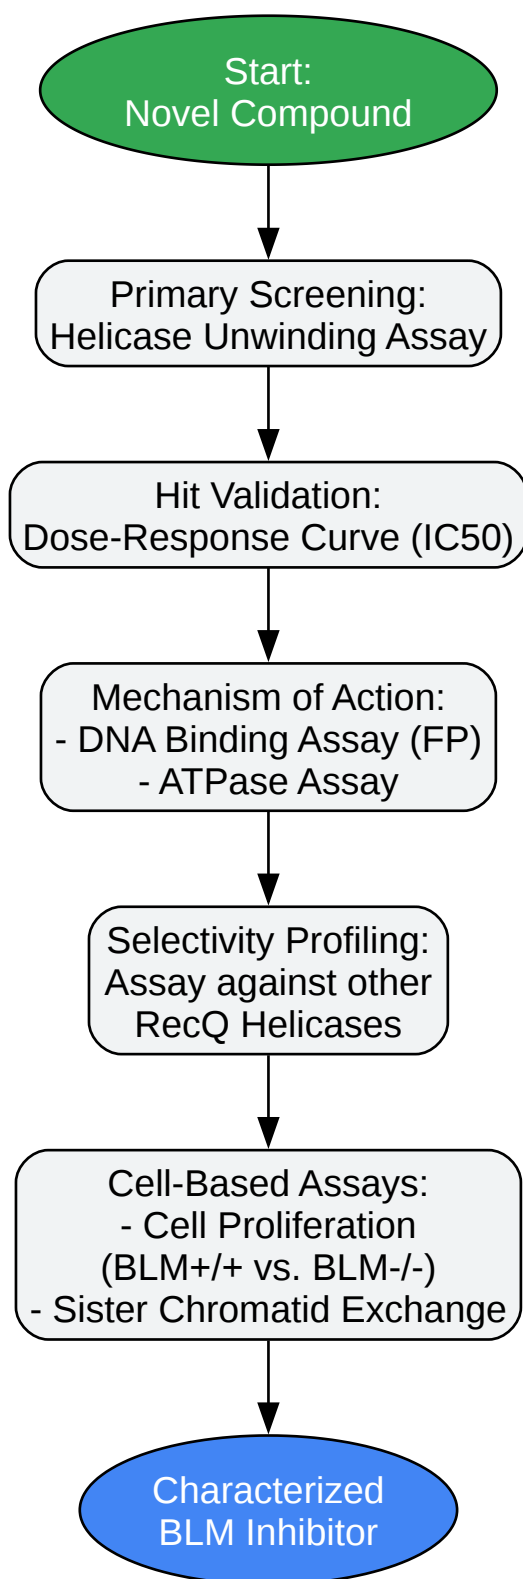 Start:
Novel Compound
Primary Screening:
Helicase Unwinding Assay
Hit Validation:
Dose-Response Curve (IC50)
Mechanism of Action:
- DNA Binding Assay (FP)
- ATPase Assay
Selectivity Profiling:
Assay against other
RecQ Helicases
Cell-Based Assays:
- Cell Proliferation
(BLM+/+ vs. BLM-/-)
- Sister Chromatid Exchange
Characterized
BLM Inhibitor